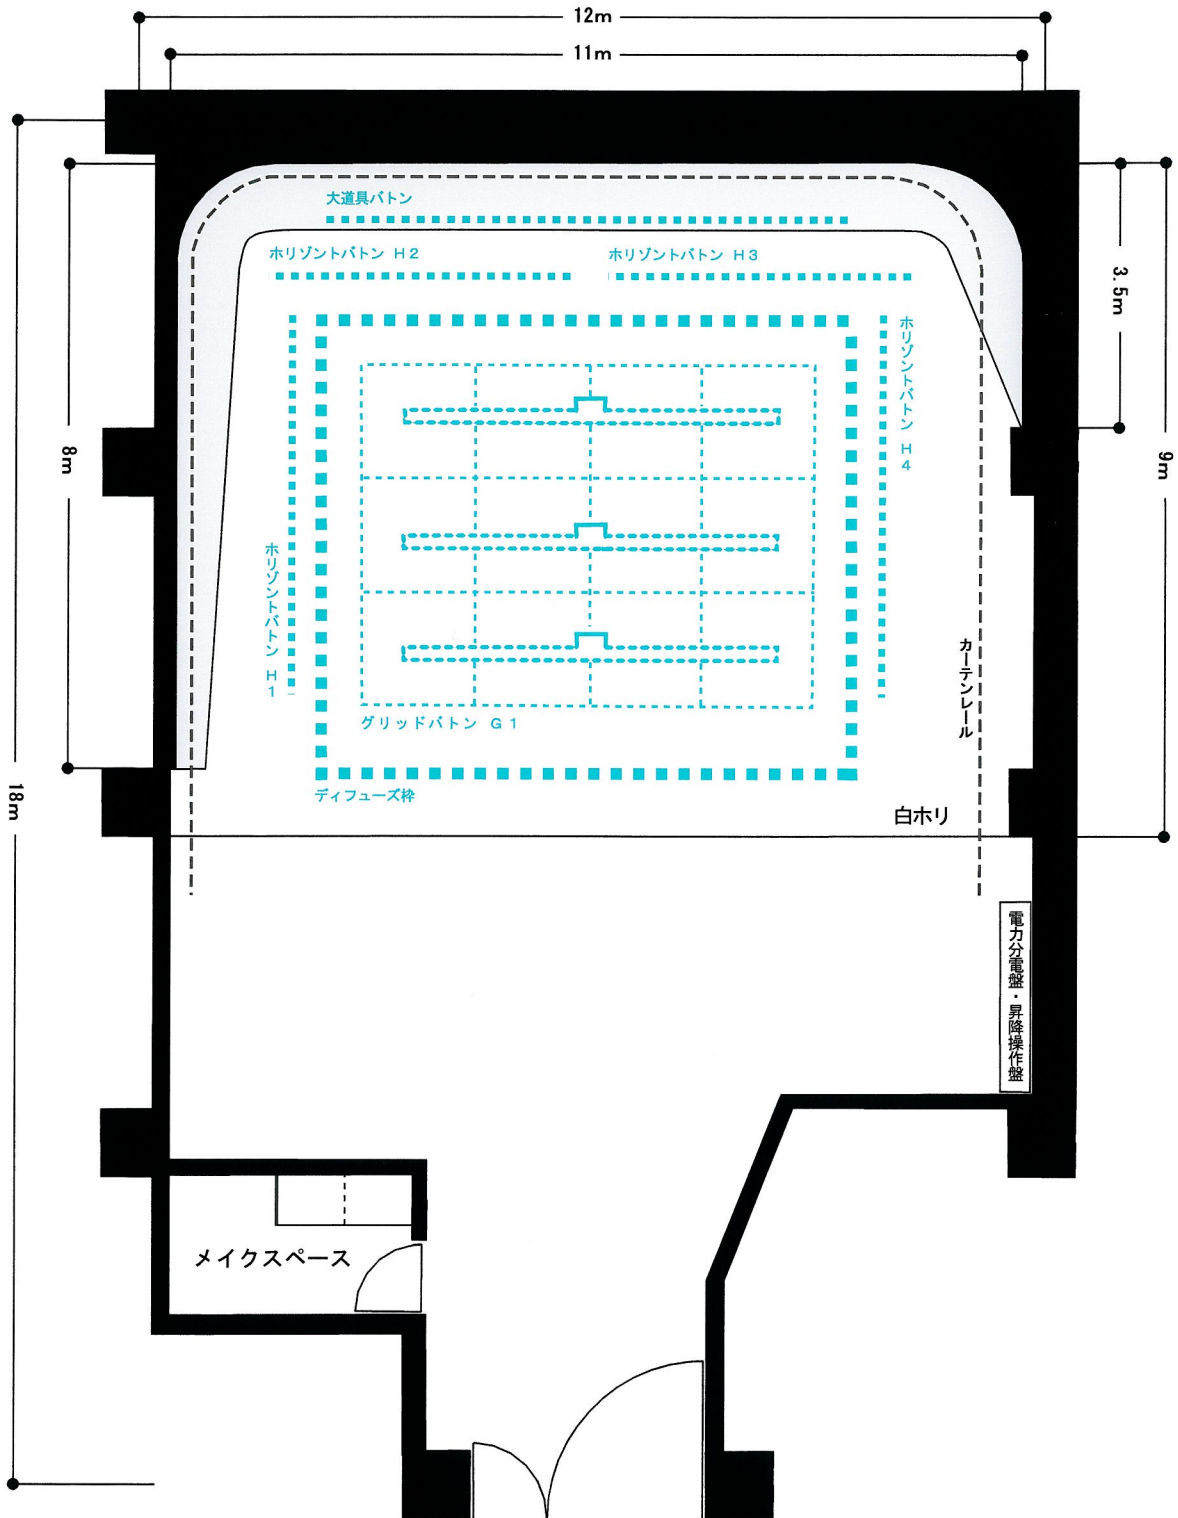 12m
11m
大道具バトン
ホリゾントバトン H2
ホリゾントバトン H3
ホリゾントバトン H4
3.5m
8m
9m
ホリゾントバトン H1
カーテンレール
グリッドバトン G1
ディフューズ枠
白ホリ
18m
電力分電盤・昇降操作盤
メイクスペース